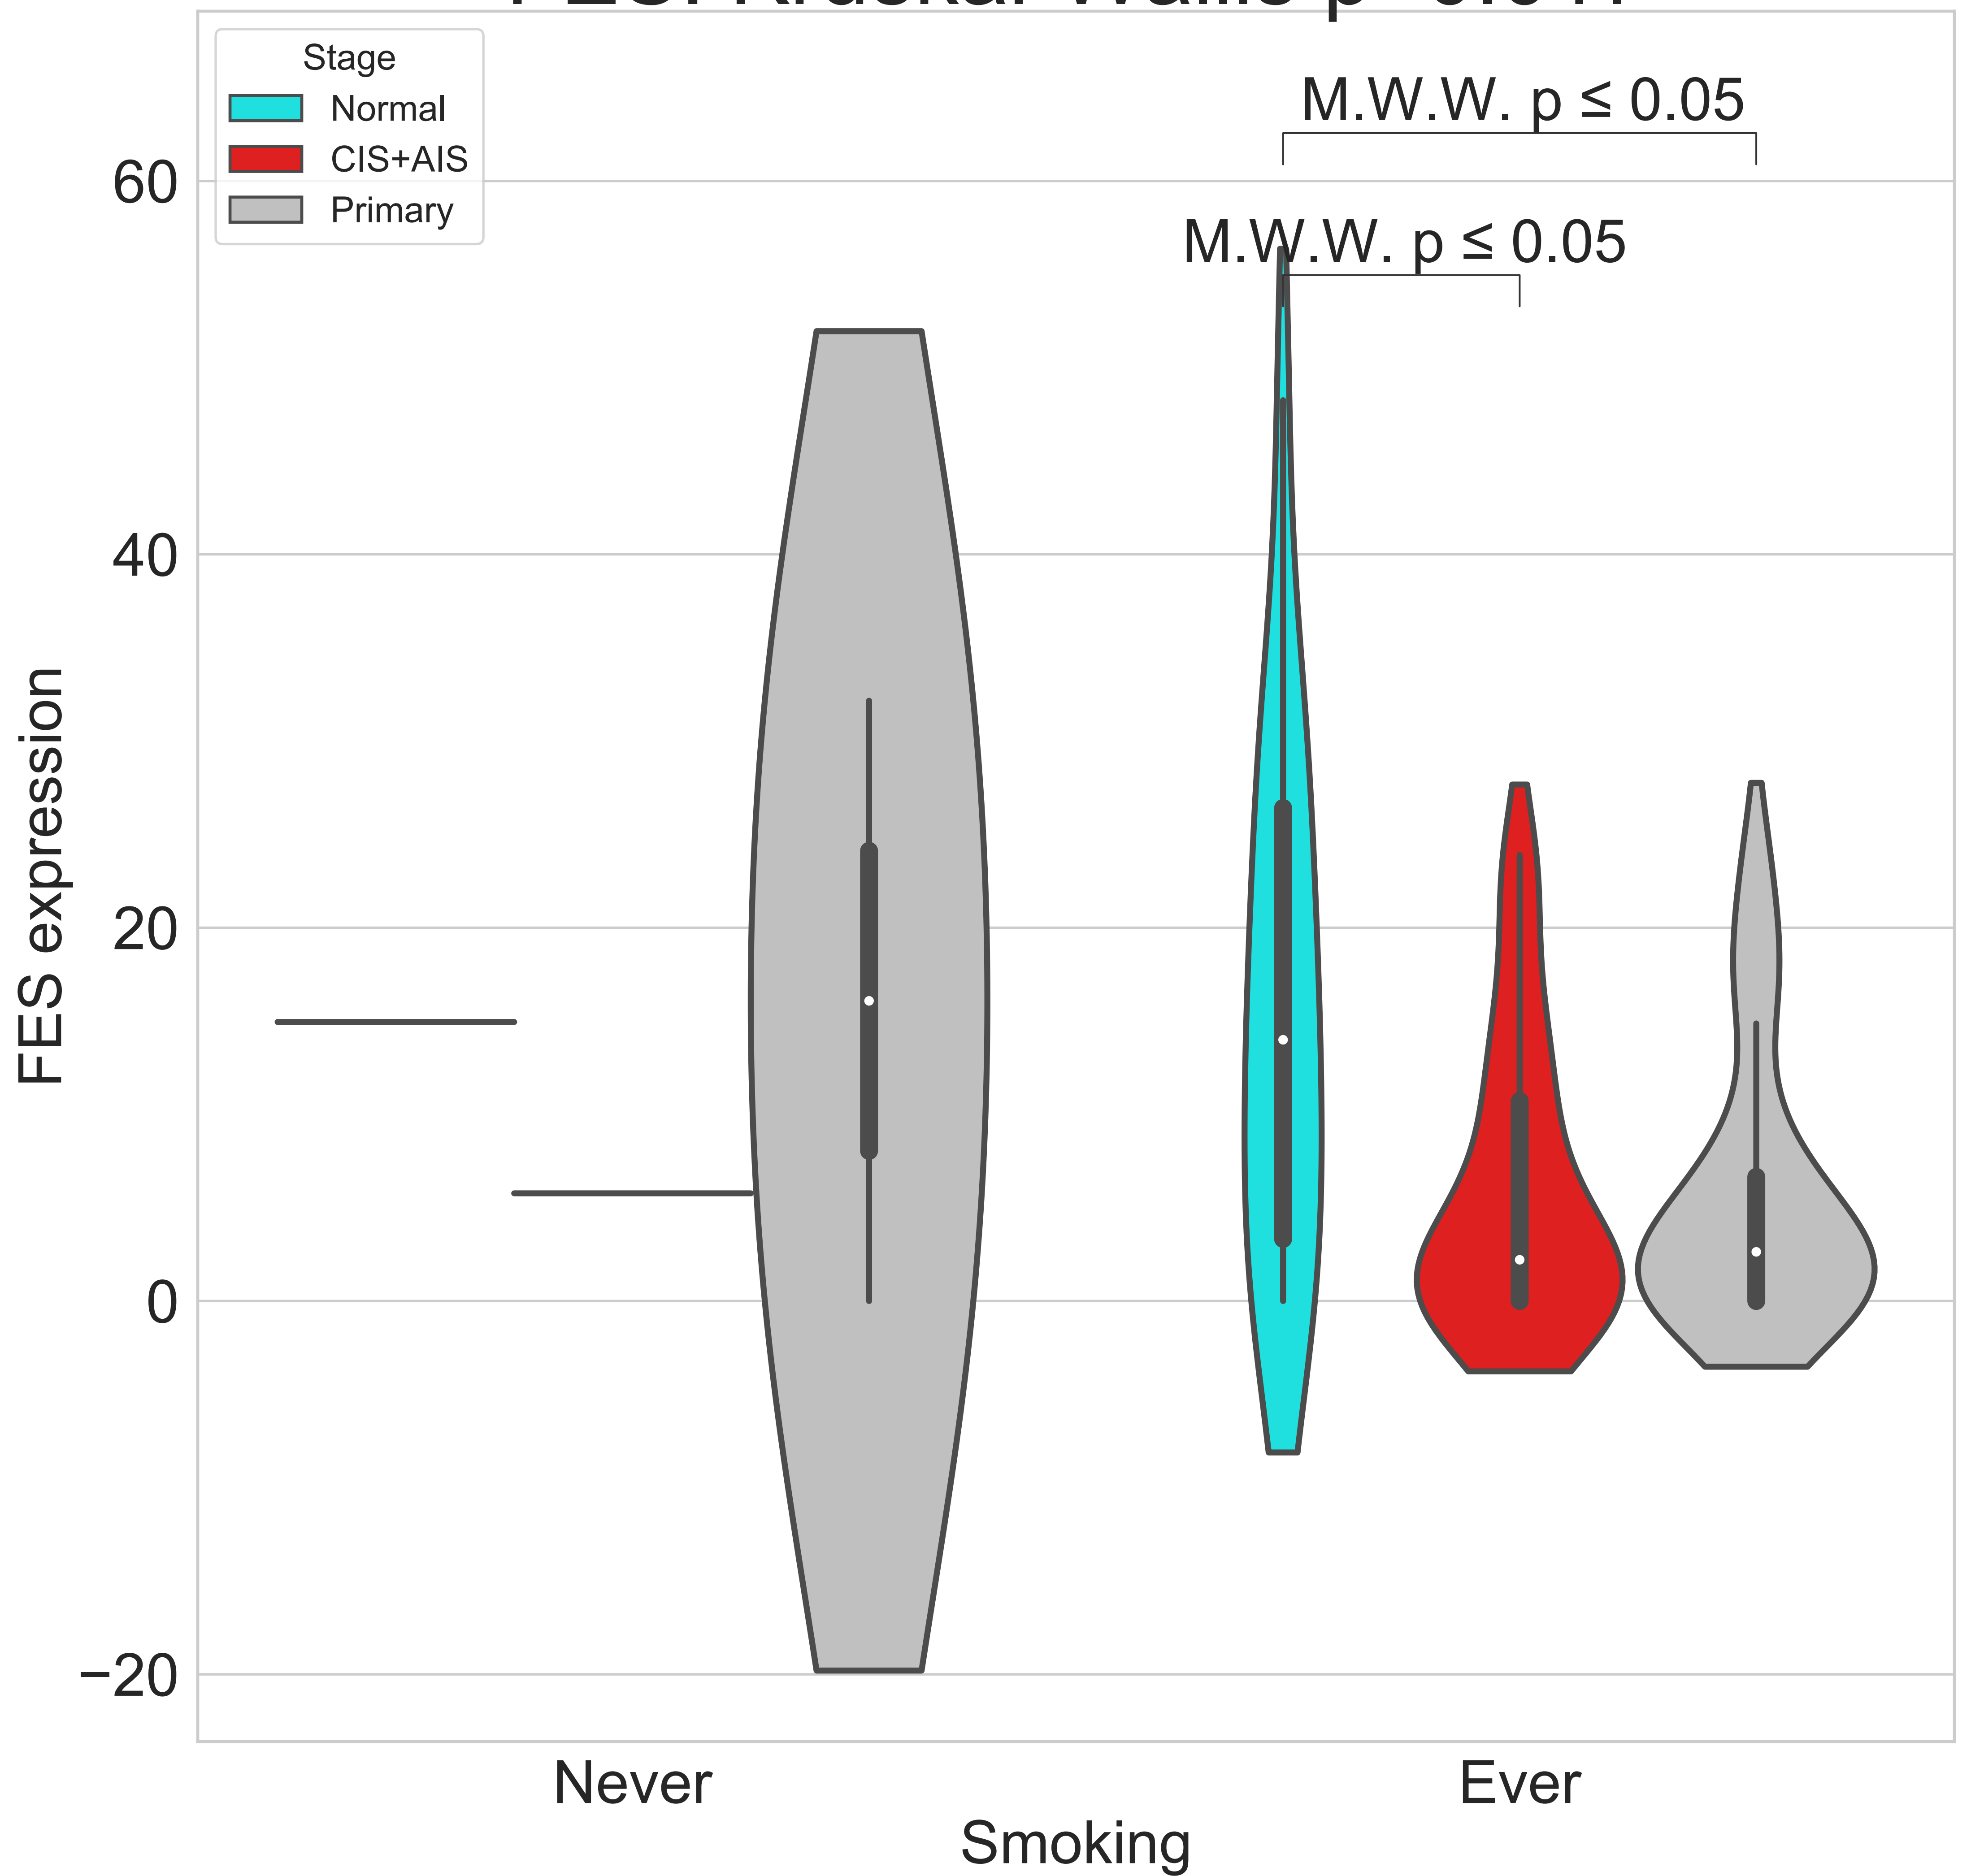 Stage
Normal
CIS+AIS
Primary
M.W.W. p ≤ 0.05
M.W.W. p ≤ 0.05
60
40
20
0
−20
FES expression
Never
Ever
Smoking